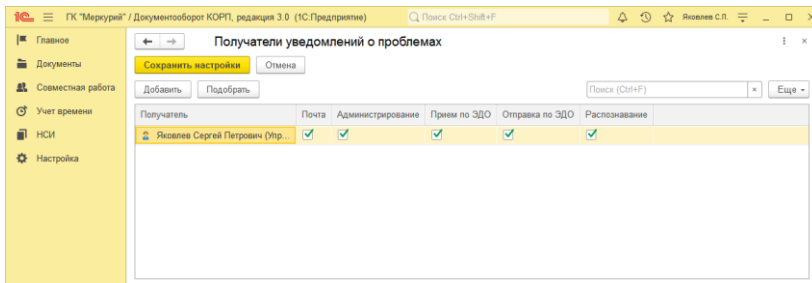 1С ГК "Меркурий" / Документооборот КОРП, редакция 3.0 (1С:Предприятие) Поиск Ctrl+Shift+F Яковлев С.П.
Главное
Документы
Совместная работа
Учет времени
НСИ
Настройка
Получатели уведомлений о проблемах
Сохранить настройки Отмена
Добавить Подобрать Поиск (Ctrl+F) × Еще
Получатель Почта Администрирование Прием по ЭДО Отправка по ЭДО Распознавание
Яковлев Сергей Петрович (Упр...